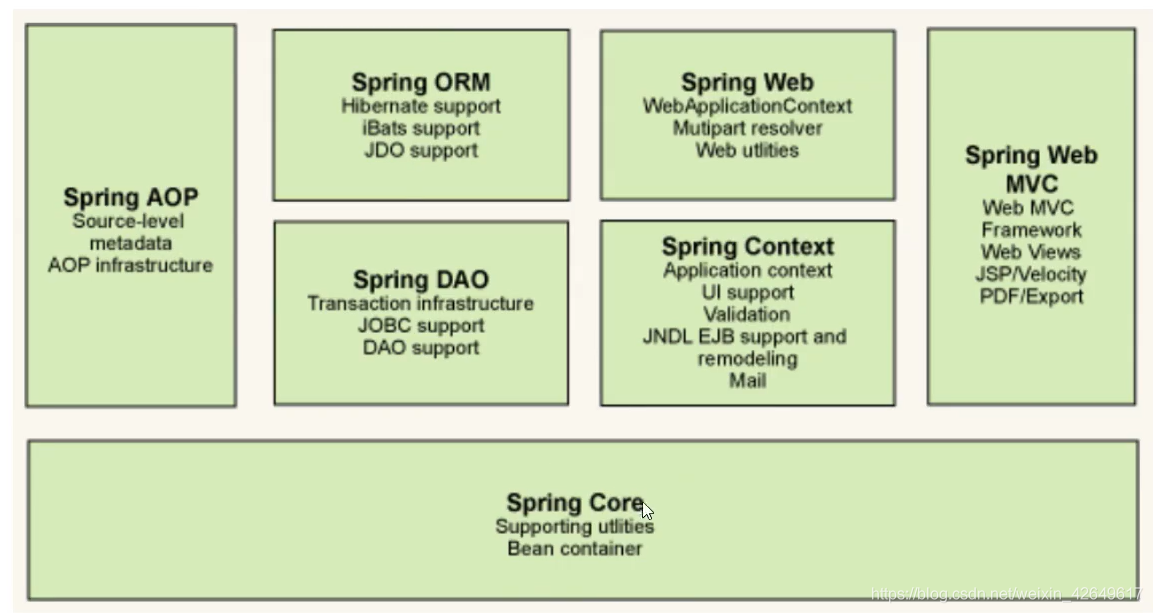 Spring AOP
Source-level
metadata
AOP infrastructure
Spring ORM
Hibernate support
iBats support
JDO support
Spring Web
WebApplicationContext
Mutipart resolver
Web utlities
Spring Web
MVC
Web MVC
Framework
Web Views
JSP/Velocity
PDF/Export
Spring DAO
Transaction infrastructure
JOBC support
DAO support
Spring Context
Application context
UI support
Validation
JNDL EJB support and
remodeling
Mail
Spring Core
Supporting utlities
Bean container
https://blog.csdn.net/weixin_42649617